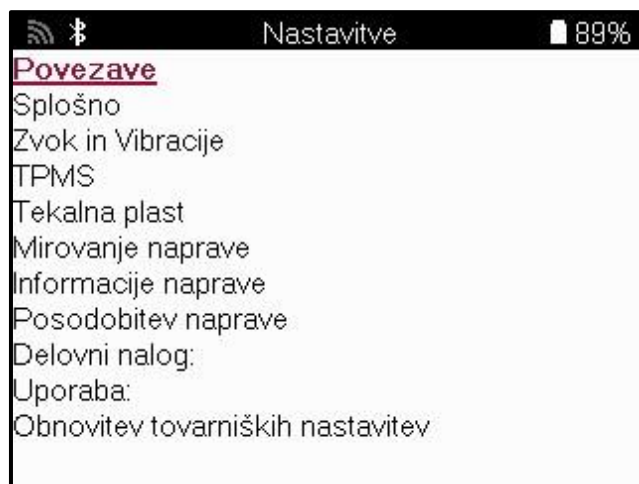 Nastavitve 89%
Povezave
Splošno
Zvok in Vibracije
TPMS
Tekalna plast
Mirovanje naprave
Informacije naprave
Posodobitev naprave
Delovni nalog:
Uporaba:
Obnovitev tovarniških nastavitev